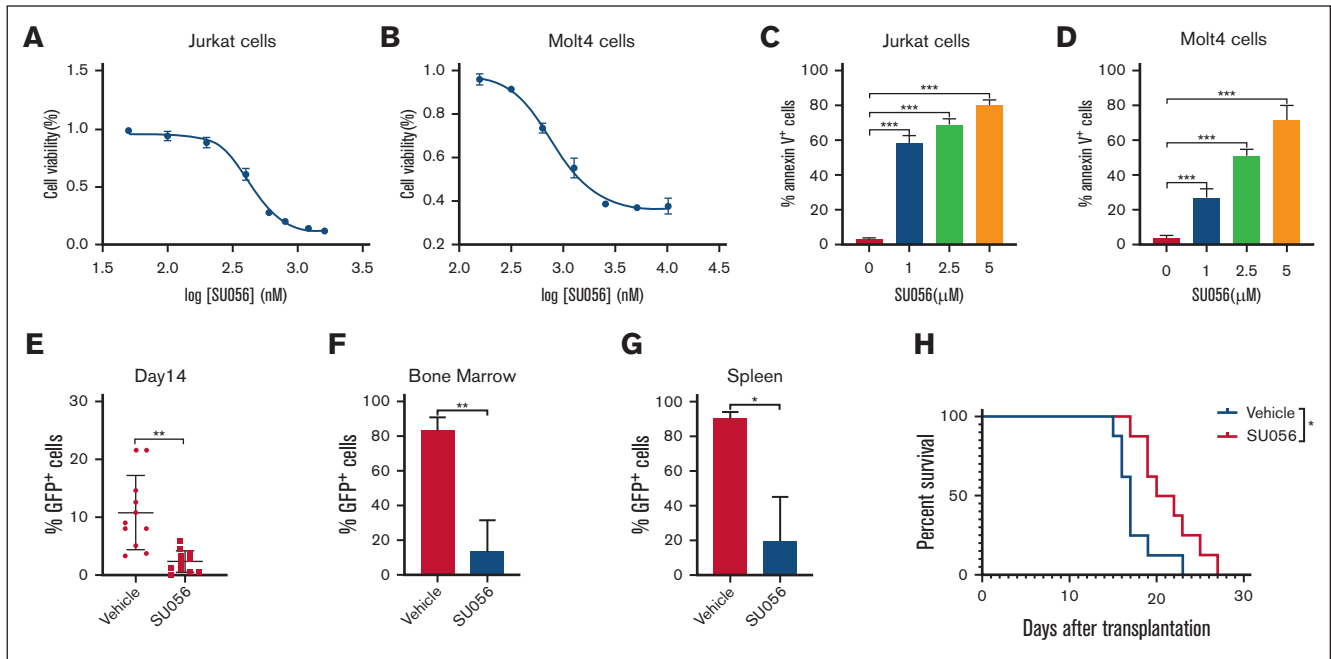 A
Jurkat cells
1.5
1.0
0.5
0.0
Cell viability (%)
1.5 2.0 2.5 3.0 3.5
log [SU056] (nM)
B
Molt4 cells
1.0
0.8
0.6
0.4
0.2
Cell viability (%)
2.0 2.5 3.0 3.5 4.0 4.5
log [SU056] (nM)
C
Jurkat cells
100
80
60
40
20
0
% annexin V+ cells
***
***
***
0 1 2.5 5
SU056(μM)
D
Molt4 cells
100
80
60
40
20
0
% annexin V+ cells
***
***
***
0 1 2.5 5
SU056(μM)
E
Day14
30
20
10
0
% GFP+ cells
**
Vehicle
SU056
F
Bone Marrow
100
80
60
40
20
0
% GFP+ cells
**
Vehicle
SU056
G
Spleen
100
80
60
40
20
0
% GFP+ cells
*
Vehicle
SU056
H
100
50
0
Percent survival
Vehicle
SU056
*
0 10 20 30
Days after transplantation